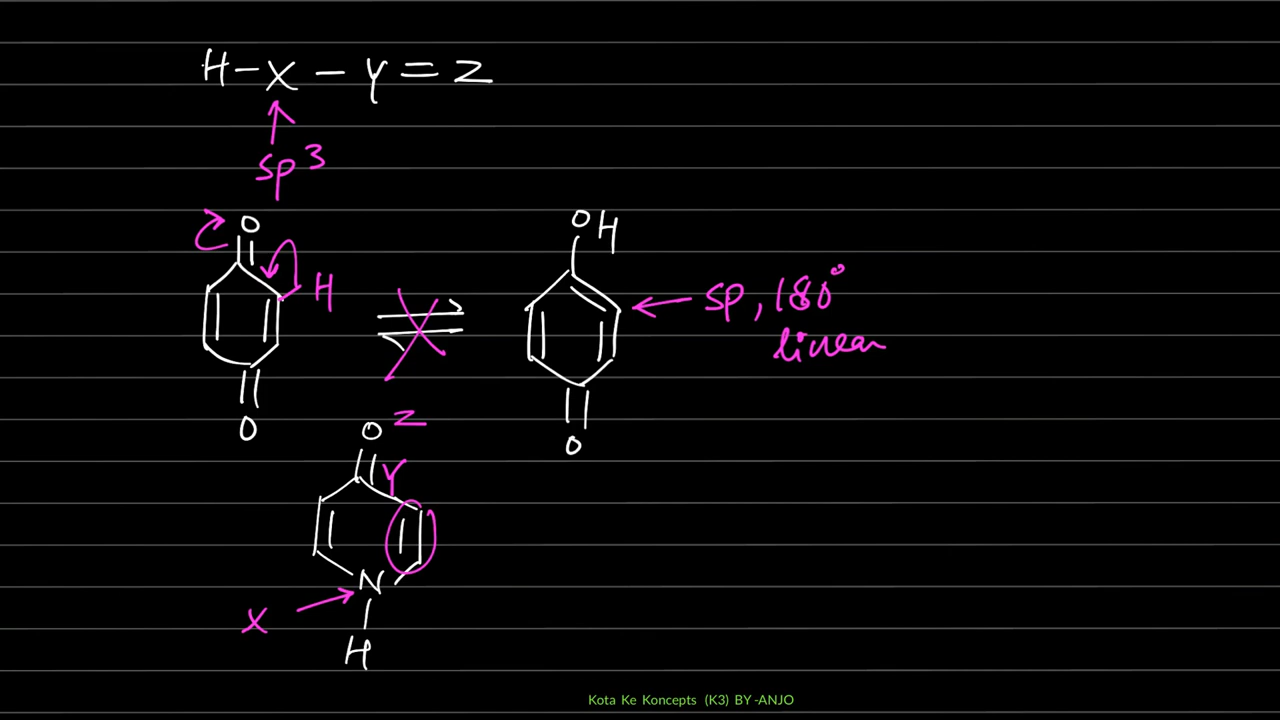 H-X-Y=Z
sp3
O
OH
H
sp, 180°
linear
O
O
O Z
Y
N
X
H
Kota Ke Koncepts (K3) BY -ANJO